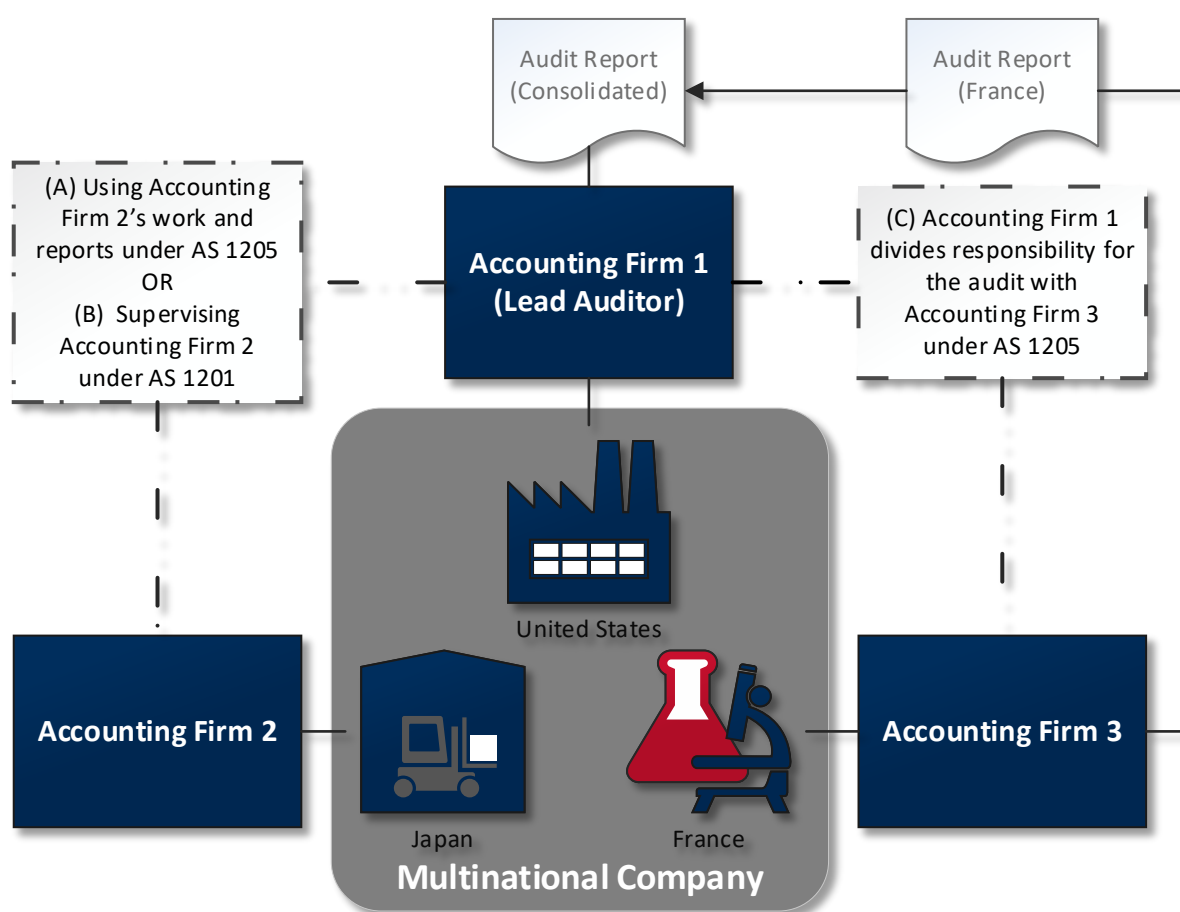 Audit Report
(Consolidated)
Audit Report
(France)
(A) Using Accounting
Firm 2’s work and
reports under AS 1205
OR
(B) Supervising
Accounting Firm 2
under AS 1201
Accounting Firm 1
(Lead Auditor)
(C) Accounting Firm 1
divides responsibility for
the audit with
Accounting Firm 3
under AS 1205
United States
Accounting Firm 2
Accounting Firm 3
Japan
France
Multinational Company